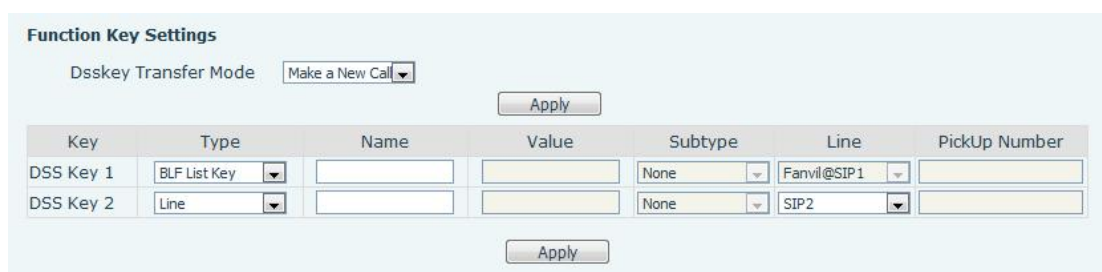 Function Key Settings
Dsskey Transfer Mode Make a New Call
Apply
Key Type Name Value Subtype Line PickUp Number
DSS Key 1 BLF List Key None Fanvil@SIP1
DSS Key 2 Line None SIP2
Apply